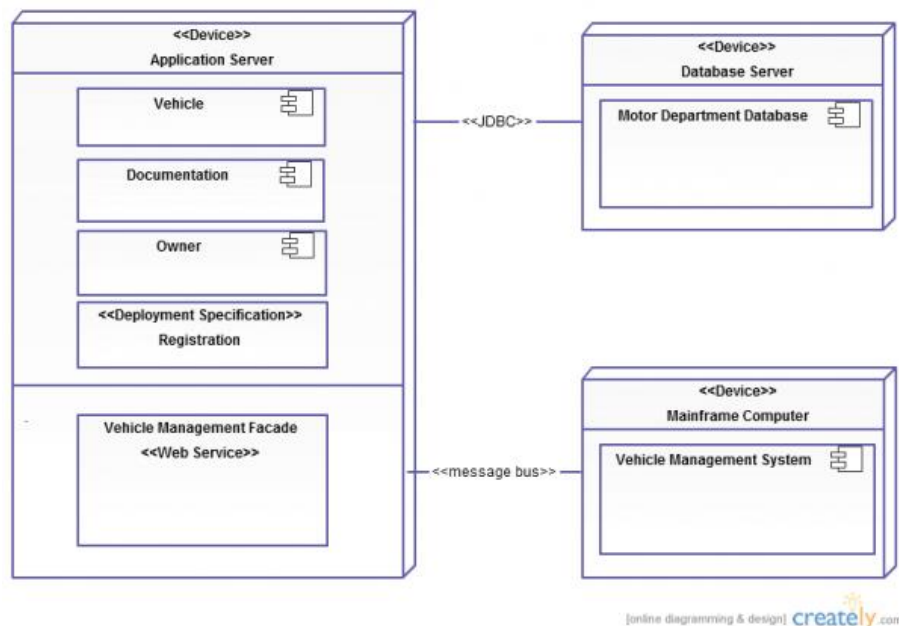 <<Device>>
Application Server
Vehicle
Documentation
Owner
<<Deployment Specification>>
Registration
Vehicle Management Facade
<<Web Service>>
<<JDBC>>
<<message bus>>
<<Device>>
Database Server
Motor Department Database
<<Device>>
Mainframe Computer
Vehicle Management System
[online diagramming & design] creately.com